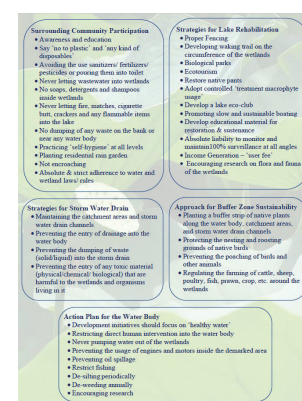 Surrounding Community Participation
• Awareness and education
• Say 'no to plastic' and 'any kind of
disposables'
• Avoiding the use sanitizers/ fertilizers/
pesticides or pouring them into toilet
• Never letting wastewater into wetlands
• No soaps, detergents and shampoos
inside wetlands
• Never letting fire, matches, cigarette
butt, crackers and any flammable items
into the lake
• No dumping of any waste on the bank or
near any water body
• Practicing 'self-hygiene' at all levels
• Planting residential rain garden
• Not encroaching
• Absolute & strict adherence to water and
wetland laws/ rules
Strategies for Lake Rehabilitation
• Proper Fencing
• Developing waking trail on the
circumference of the wetlands
• Biological parks
• Ecotourism
• Restore native pants
• Adopt controlled 'treatment macrophyte
usage'
• Develop a lake eco-club
• Promoting slow and sustainable boating
• Develop educational material for
restoration & sustenance
• Absolute liability to monitor and
maintain100% surveillance at all angles
• Income Generation – 'user fee'
• Encouraging research on flora and fauna
of the wetlands
Strategies for Storm Water Drain
• Maintaining the catchment areas and storm
water drain channels
• Preventing the entry of drainage into the
water body
• Preventing the dumping of waste
(solid/liquid) into the storm drain
• Preventing the entry of any toxic material
(physical/chemical/ biological) that are
harmful to the wetlands and organisms
living in it
Approach for Buffer Zone Sustainability
• Planting a buffer strip of native plants
along the water body, catchment areas,
and storm water drain channels
• Protecting the nesting and roosting
grounds of native birds
• Preventing the poaching of birds and
other animals
• Regulating the farming of cattle, sheep,
poultry, fish, prawn, crop, etc. around the
wetlands
Action Plan for the Water Body
• Development initiatives should focus on 'healthy water'
• Restricting direct human intervention into the water body
• Never pumping water out of the wetlands
• Preventing the usage of engines and motors inside the demarked area
• Preventing oil spillage
• Restrict fishing
• De-silting periodically
• De-weeding annually
• Encouraging research